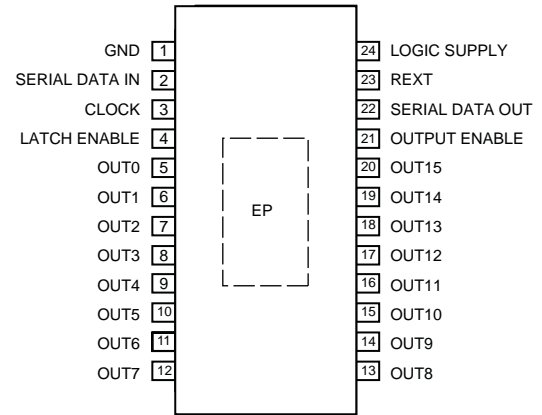 GND 1 24 LOGIC SUPPLY
SERIAL DATA IN 2 23 REXT
CLOCK 3 22 SERIAL DATA OUT
LATCH ENABLE 4 21 OUTPUT ENABLE
OUT0 5 20 OUT15
OUT1 6 19 OUT14
OUT2 7 EP 18 OUT13
OUT3 8 17 OUT12
OUT4 9 16 OUT11
OUT5 10 15 OUT10
OUT6 11 14 OUT9
OUT7 12 13 OUT8